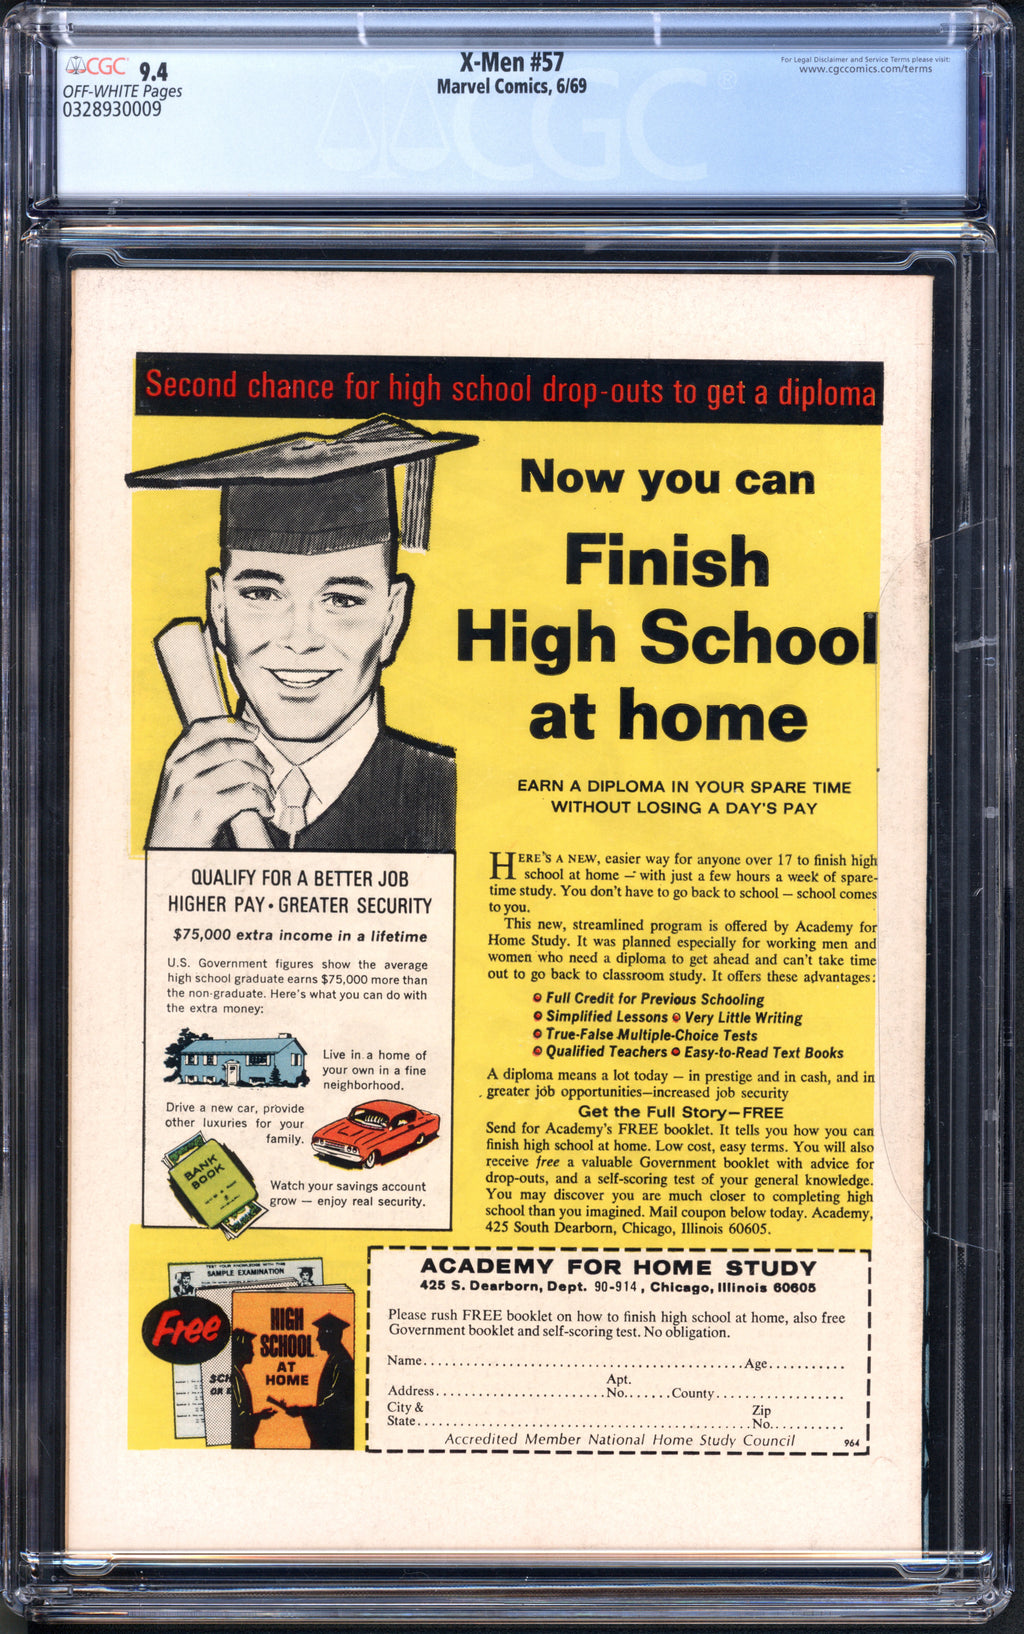 CGC 9.4
OFF-WHITE Pages
0328930009
X-Men #57
Marvel Comics, 6/69
For Legal Disclaimer and Service Terms please visit:
www.cgccomics.com/terms
CGC
Second chance for high school drop-outs to get a diploma
Now you can
Finish
High School
at home
EARN A DIPLOMA IN YOUR SPARE TIME
WITHOUT LOSING A DAY'S PAY
HERE'S A NEW, easier way for anyone over 17 to finish high
school at home — with just a few hours a week of spare-
time study. You don't have to go back to school — school comes
to you.
This new, streamlined program is offered by Academy for
Home Study. It was planned especially for working men and
women who need a diploma to get ahead and can't take time
out to go back to classroom study. It offers these advantages:
Full Credit for Previous Schooling
Simplified Lessons Very Little Writing
True-False Multiple-Choice Tests
Qualified Teachers Easy-to-Read Text Books
A diploma means a lot today — in prestige and in cash, and in
greater job opportunities—increased job security
Get the Full Story—FREE
Send for Academy's FREE booklet. It tells you how you can
finish high school at home. Low cost, easy terms. You will also
receive free a valuable Government booklet with advice for
drop-outs, and a self-scoring test of your general knowledge.
You may discover you are much closer to completing high
school than you imagined. Mail coupon below today. Academy,
425 South Dearborn, Chicago, Illinois 60605.
QUALIFY FOR A BETTER JOB
HIGHER PAY • GREATER SECURITY
$75,000 extra income in a lifetime
U.S. Government figures show the average
high school graduate earns $75,000 more than
the non-graduate. Here's what you can do with
the extra money:
Live in a home of
your own in a fine
neighborhood.
Drive a new car, provide
other luxuries for your
family.
BANK
BOOK
Watch your savings account
grow — enjoy real security.
TEST YOUR KNOWLEDGE WITH THIS
SAMPLE EXAMINATION
Free
SCH
OR
HIGH
SCHOOL
AT
HOME
ACADEMY FOR HOME STUDY
425 S. Dearborn, Dept. 90-914, Chicago, Illinois 60605
Please rush FREE booklet on how to finish high school at home, also free
Government booklet and self-scoring test. No obligation.
Name Age
Apt.
Address No. County
City & Zip
State No.
Accredited Member National Home Study Council 964